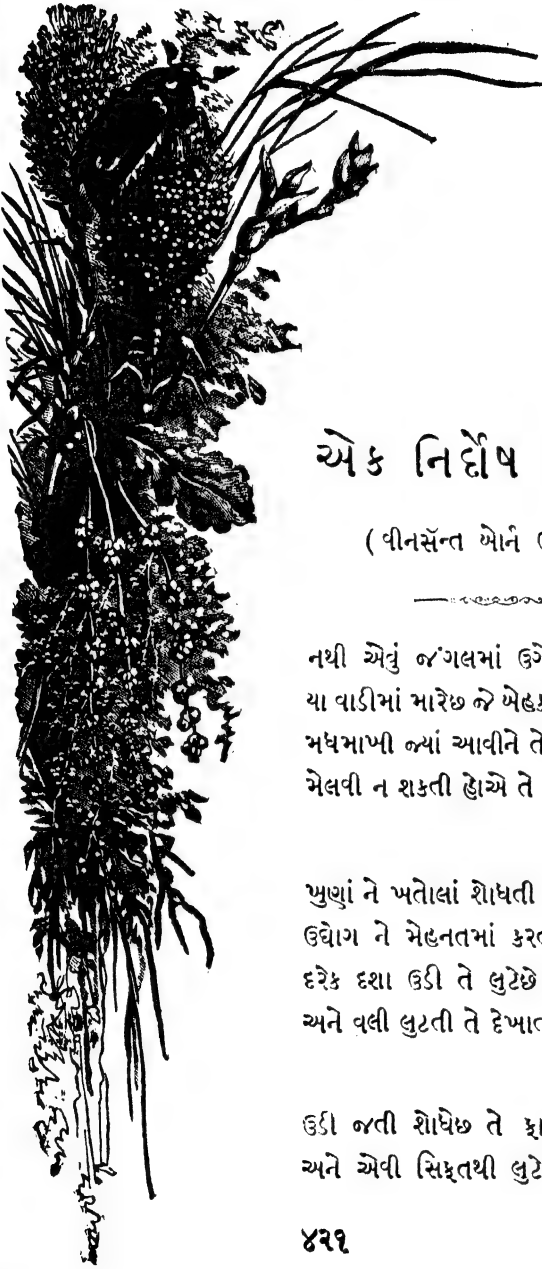 એક નિર્દોષ
(વીનસૅન્ત બોર્ન
નથી એવું જંગલમાં ઉગે
યા વાડીમાં મારેછ જે બેહક
મધમાખી જ્યાં આવીને તે
મેલવી ન શકતી હોએ તે
ખુણાં ને ખતોલાં શોધતી
ઉદ્યોગ ને મેહનતમાં કરત
દરેક દશા ઉડી તે લુટેછે
અને વલી લુટતી તે દેખાત
ઉડી જતી શોધેછ તે ફા
અને એવી સિફતથી લુટે
૪૨૧